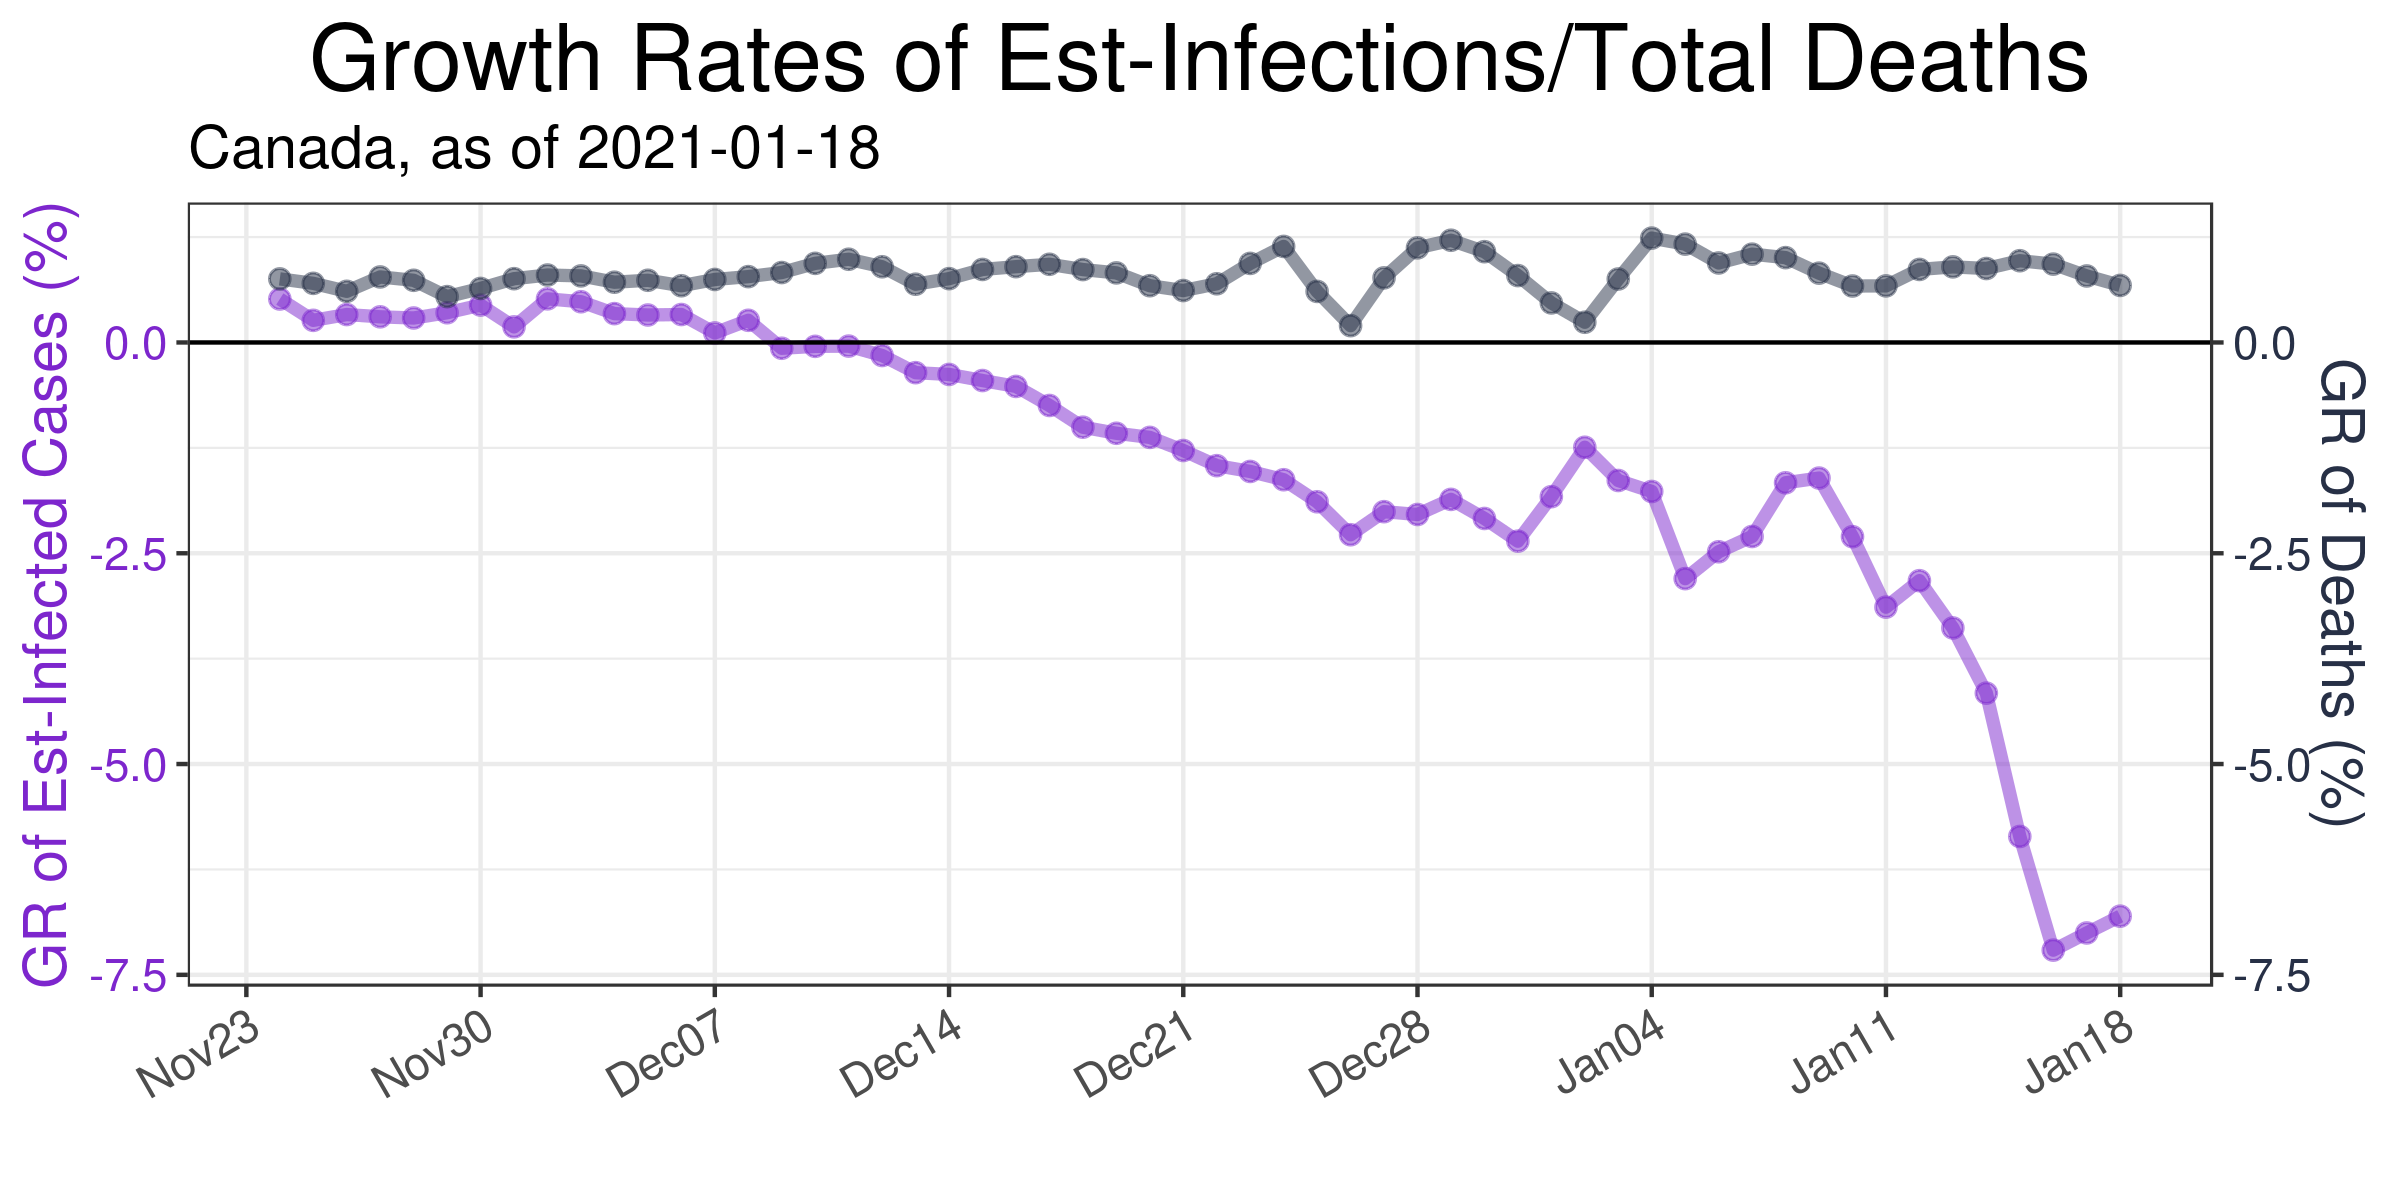 Growth Rates of Est-Infections/Total Deaths
Canada, as of 2021-01-18
GR of Est-Infected Cases (%)
0.0
-2.5
-5.0
-7.5
0.0
-2.5
-5.0
-7.5
GR of Deaths (%)
Nov23
Nov30
Dec07
Dec14
Dec21
Dec28
Jan04
Jan11
Jan18